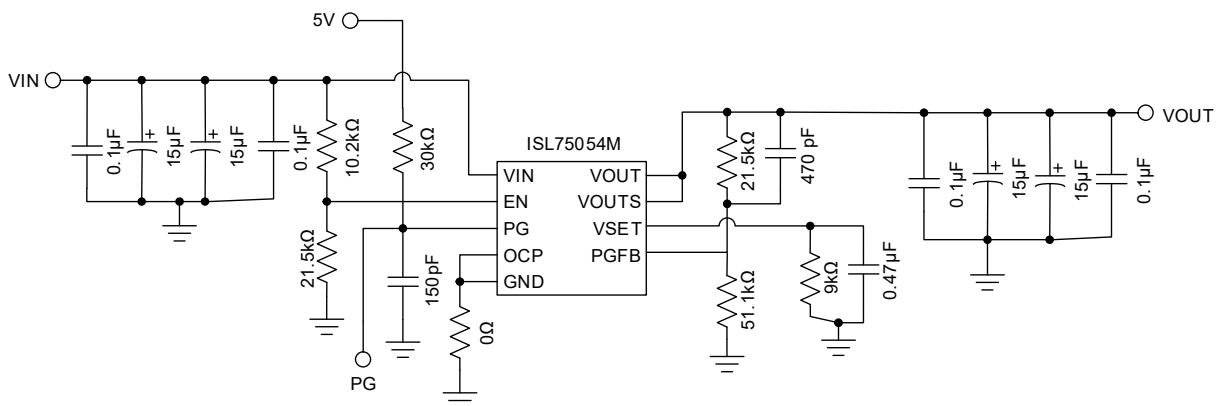 5V
VIN
0.1µF
+
15µF
+
15µF
0.1µF
10.2kΩ
30kΩ
21.5kΩ
150pF
PG
0Ω
ISL75054M
VIN
EN
PG
OCP
GND
VOUT
VOUTS
VSET
PGFB
21.5kΩ
470 pF
51.1kΩ
9kΩ
0.47µF
0.1µF
+
15µF
+
15µF
0.1µF
VOUT